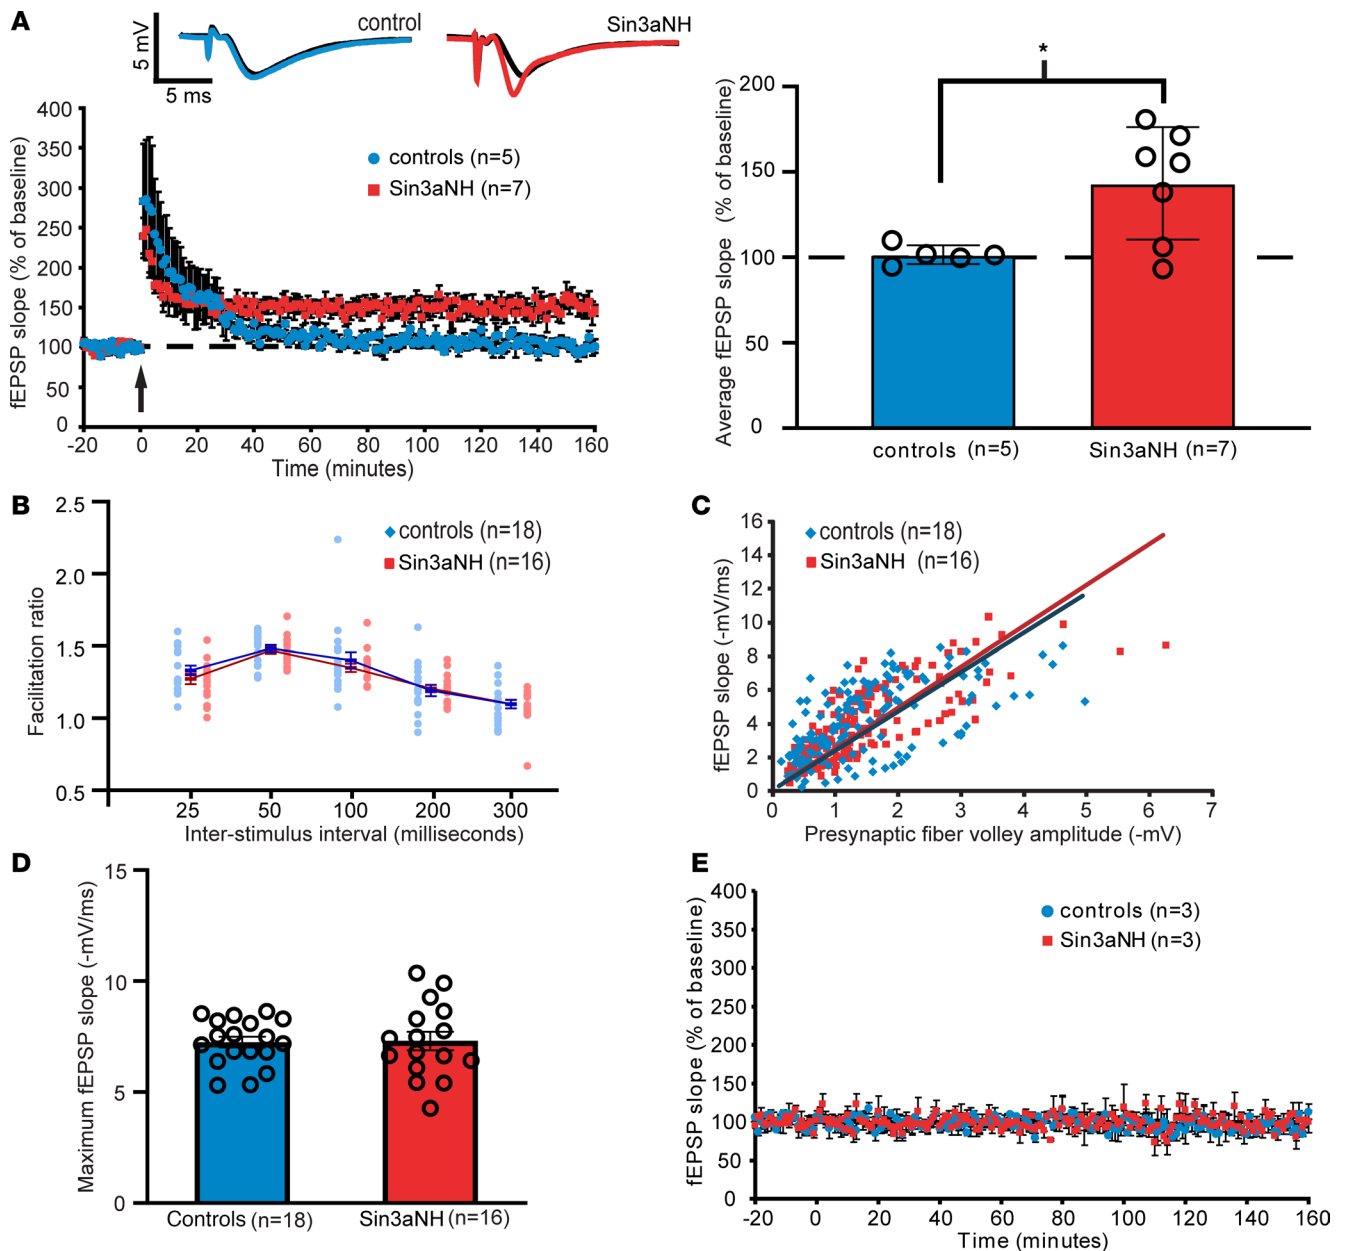 A
control
Sin3aNH
5 mV
5 ms
fEPSP slope (% of baseline)
400
350
300
250
200
150
100
50
0
controls (n=5)
Sin3aNH (n=7)
-20 0 20 40 60 80 100 120 140 160
Time (minutes)
*
Average fEPSP slope (% of baseline)
200
150
100
50
0
controls (n=5) Sin3aNH (n=7)
B
Facilitation ratio
2.5
2.0
1.5
1.0
0.5
controls (n=18)
Sin3aNH (n=16)
25 50 100 200 300
Inter-stimulus interval (milliseconds)
C
fEPSP slope (-mV/ms)
16
14
12
10
8
6
4
2
0
controls (n=18)
Sin3aNH (n=16)
0 1 2 3 4 5 6 7
Presynaptic fiber volley amplitude (-mV)
D
Maximum fEPSP slope (-mV/ms)
15
10
5
0
Controls (n=18) Sin3aNH (n=16)
E
fEPSP slope (% of baseline)
400
350
300
250
200
150
100
50
0
controls (n=3)
Sin3aNH (n=3)
-20 0 20 40 60 80 100 120 140 160
Time (minutes)